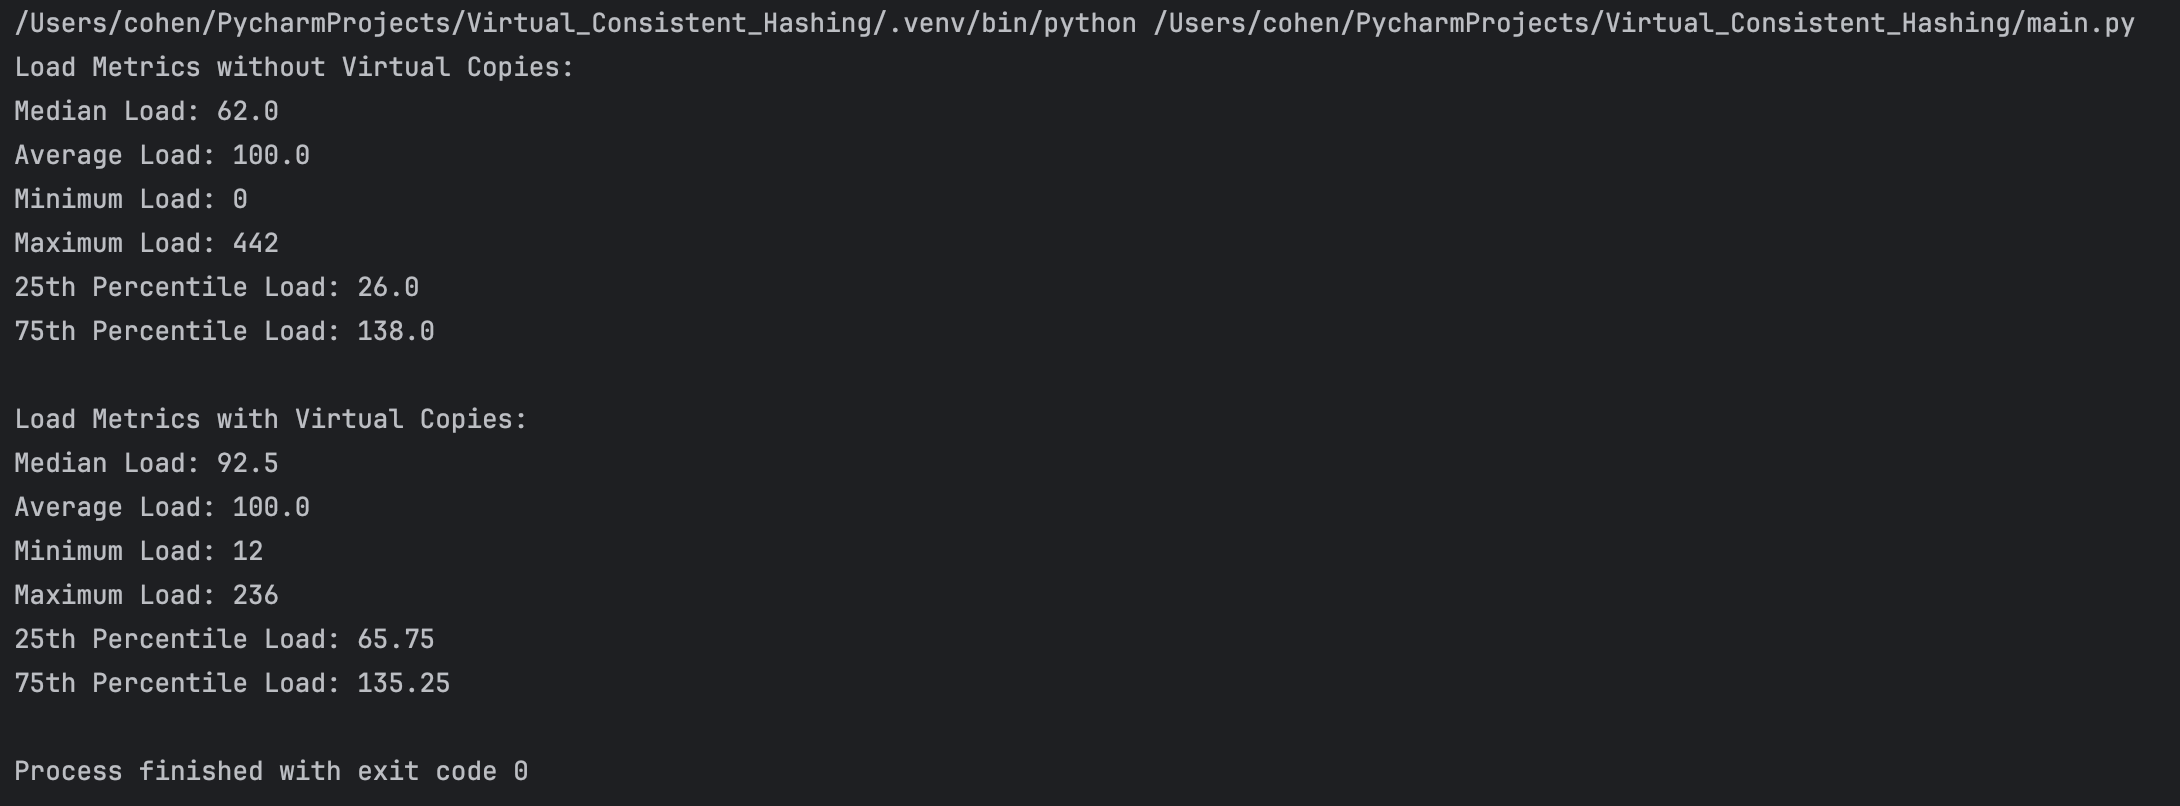 /Users/cohen/PycharmProjects/Virtual_Consistent_Hashing/.venv/bin/python /Users/cohen/PycharmProjects/Virtual_Consistent_Hashing/main.py
Load Metrics without Virtual Copies:
Median Load: 62.0
Average Load: 100.0
Minimum Load: 0
Maximum Load: 442
25th Percentile Load: 26.0
75th Percentile Load: 138.0
Load Metrics with Virtual Copies:
Median Load: 92.5
Average Load: 100.0
Minimum Load: 12
Maximum Load: 236
25th Percentile Load: 65.75
75th Percentile Load: 135.25
Process finished with exit code 0